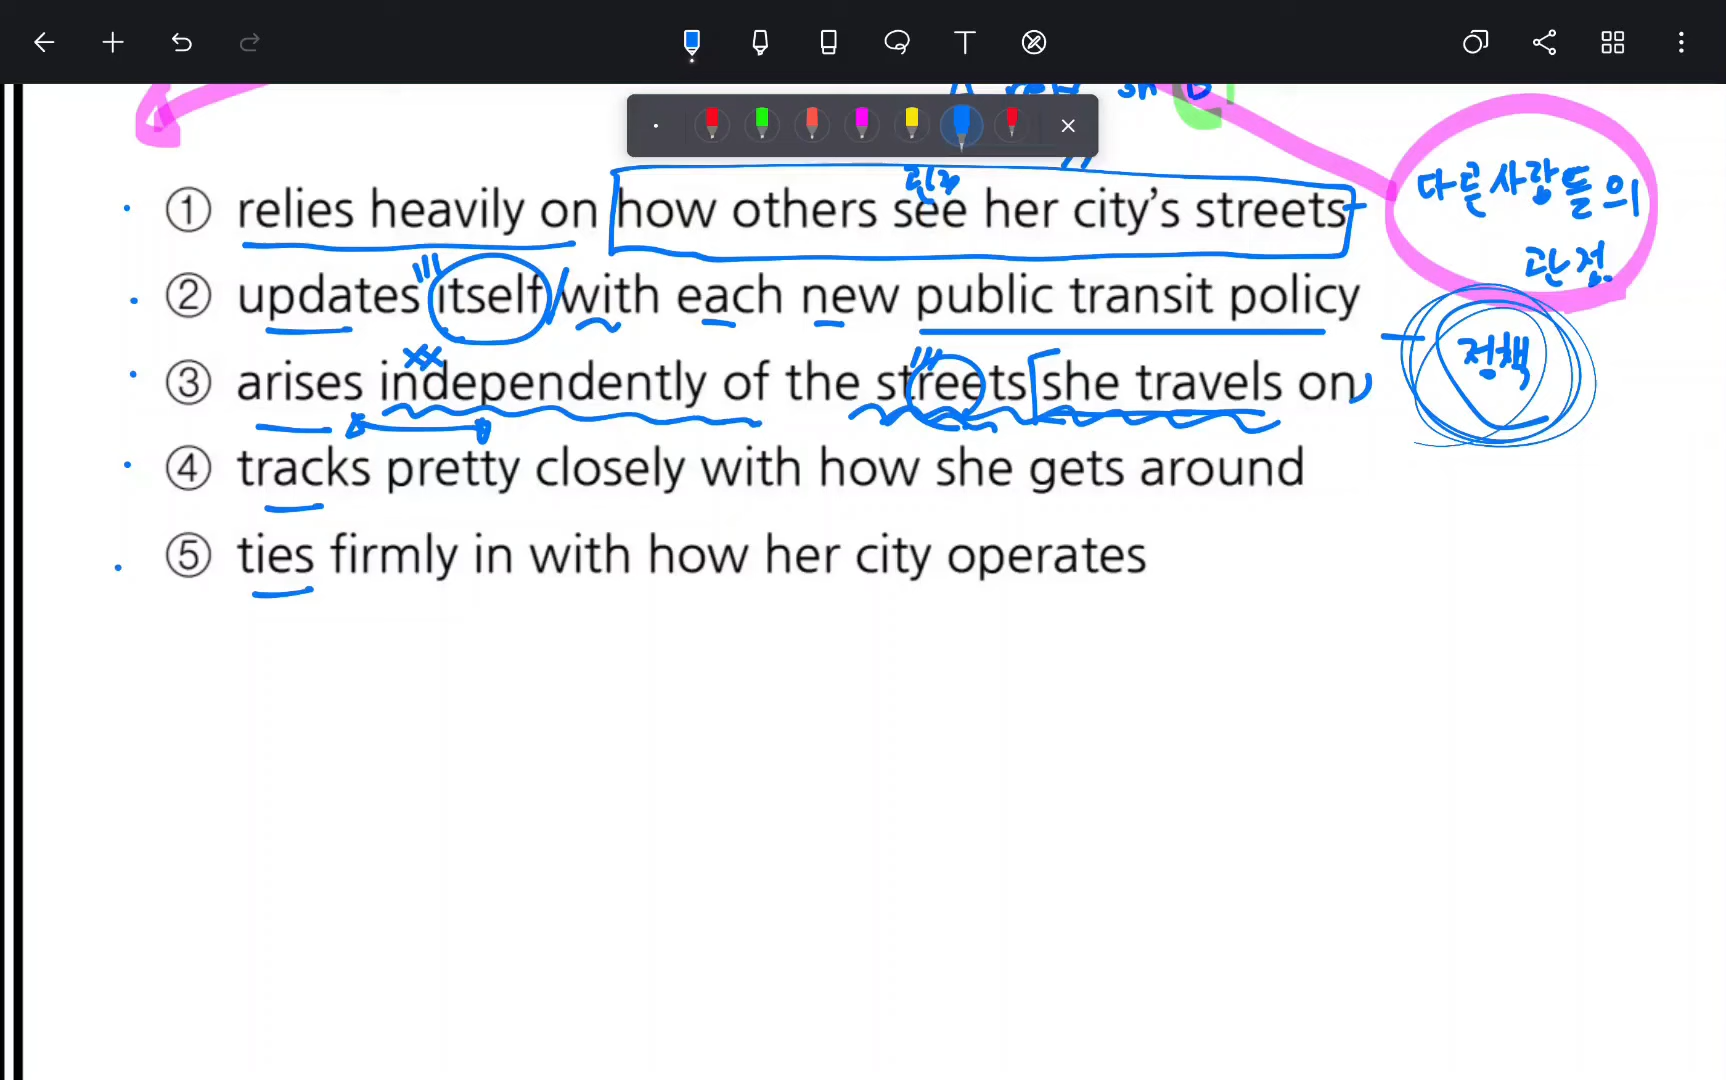 관점
① relies heavily on how others see her city's streets
다른 사람들의
관점
② updates itself with each new public transit policy
정책
③ arises independently of the streets she travels on
④ tracks pretty closely with how she gets around
⑤ ties firmly in with how her city operates